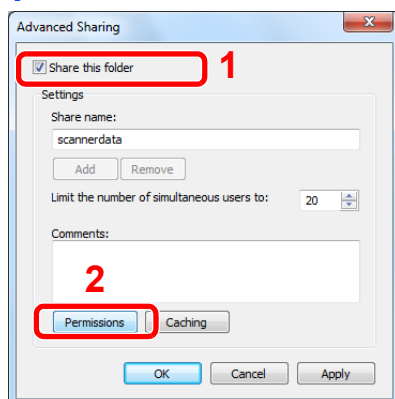 Advanced Sharing
Share this folder
1
Settings
Share name:
scannerdata
Add Remove
Limit the number of simultaneous users to: 20
Comments:
2
Permissions Caching
OK Cancel Apply